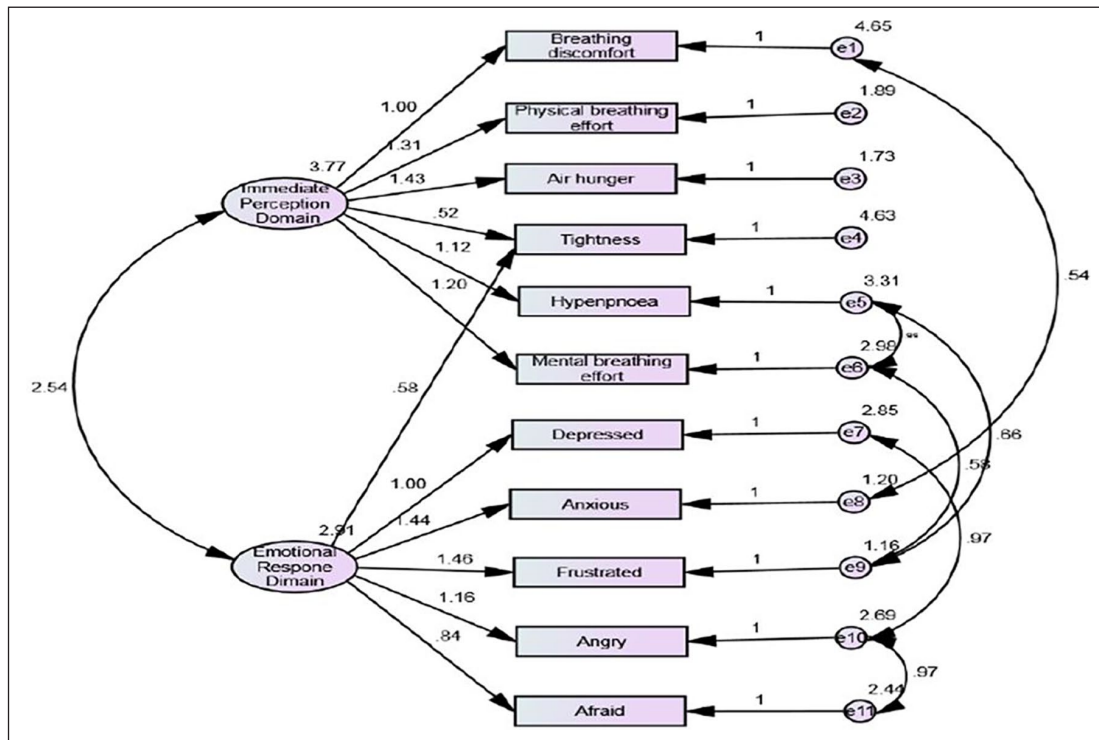 4.65
Breathing
discomfort
1
e1
1.00
1.89
Physical breathing
effort
1
e2
1.31
3.77
1.73
Air hunger
1
e3
1.43
Immediate
Perception
Domain
4.63
.52
Tightness
1
e4
1.12
3.31
.54
1.20
Hypenpnoea
1
e5
2.98
Mental breathing
effort
1
e6
2.54
.58
2.85
Depressed
1
e7
.66
.58
1.00
1.20
Anxious
1
e8
1.44
2.91
.97
1.16
Emotional
Respone
Dimain
1.46
Frustrated
1
e9
1.16
2.69
.84
Angry
1
e10
.97
2.44
Afraid
1
e11